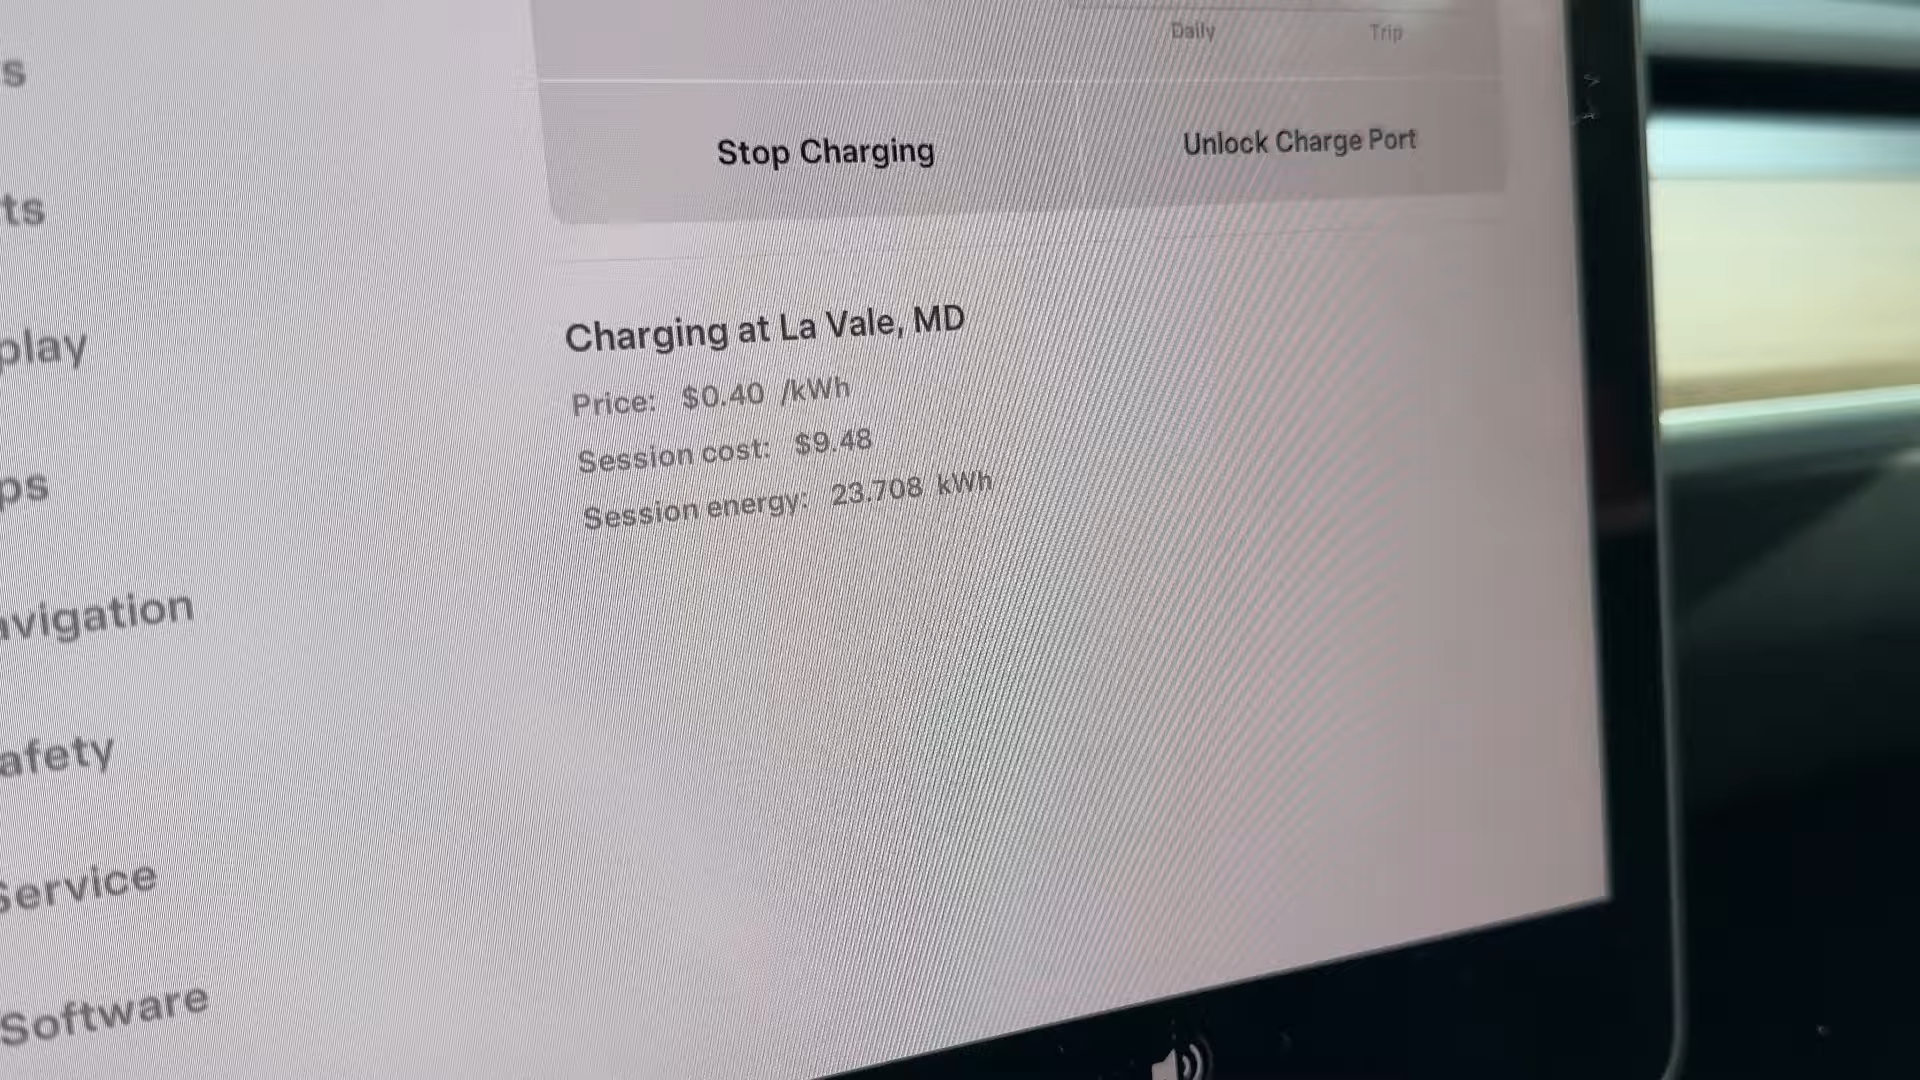 Daily Trip
Stop Charging Unlock Charge Port
Charging at La Vale, MD
Price: $0.40 /kWh
Session cost: $9.48
Session energy: 23.708 kWh
s
ts
play
ps
avigation
afety
Service
Software